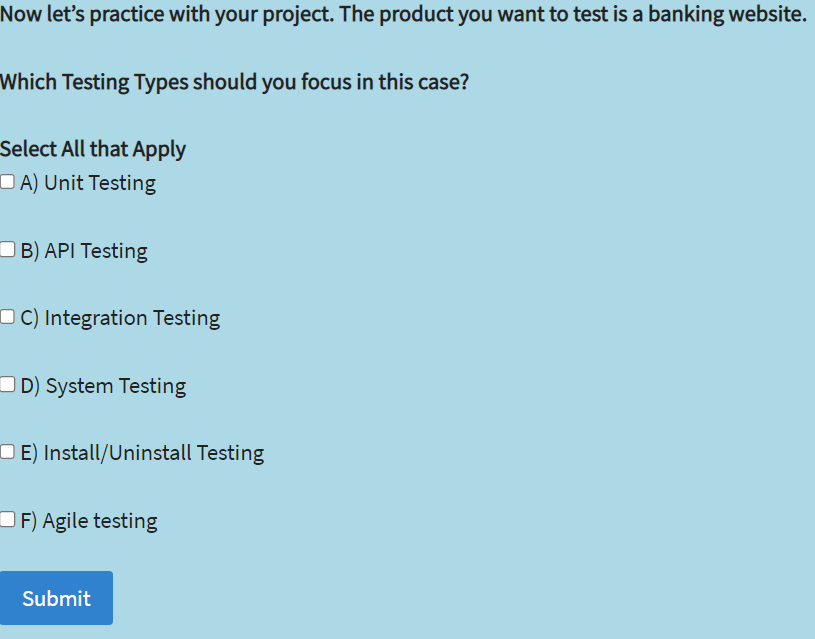 Now let’s practice with your project. The product you want to test is a banking website.
Which Testing Types should you focus in this case?
Select All that Apply
A) Unit Testing
B) API Testing
C) Integration Testing
D) System Testing
E) Install/Uninstall Testing
F) Agile testing
Submit